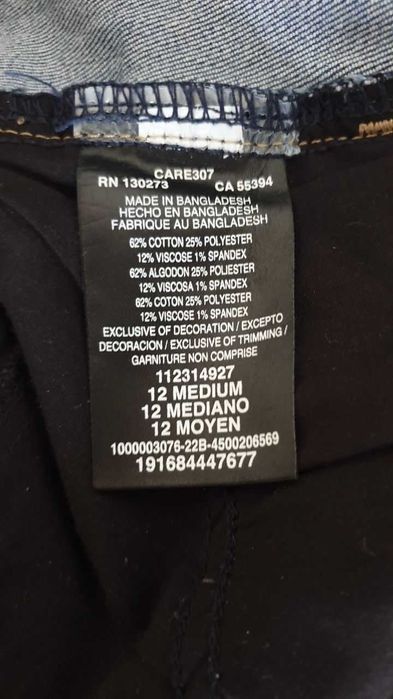 CARE307
RN 130273 CA 55394
MADE IN BANGLADESH
HECHO EN BANGLADESH
FABRIQUE AU BANGLADESH
62% COTTON 25% POLYESTER
12% VISCOSE 1% SPANDEX
62% ALGODON 25% POLIESTER
12% VISCOSA 1% SPANDEX
62% COTON 25% POLYESTER
12% VISCOSE 1% SPANDEX
EXCLUSIVE OF DECORATION / EXCEPTO
DECORACION / EXCLUSIVE OF TRIMMING /
GARNITURE NON COMPRISE
112314927
12 MEDIUM
12 MEDIANO
12 MOYEN
1000003076-22B-4500206569
191684447677